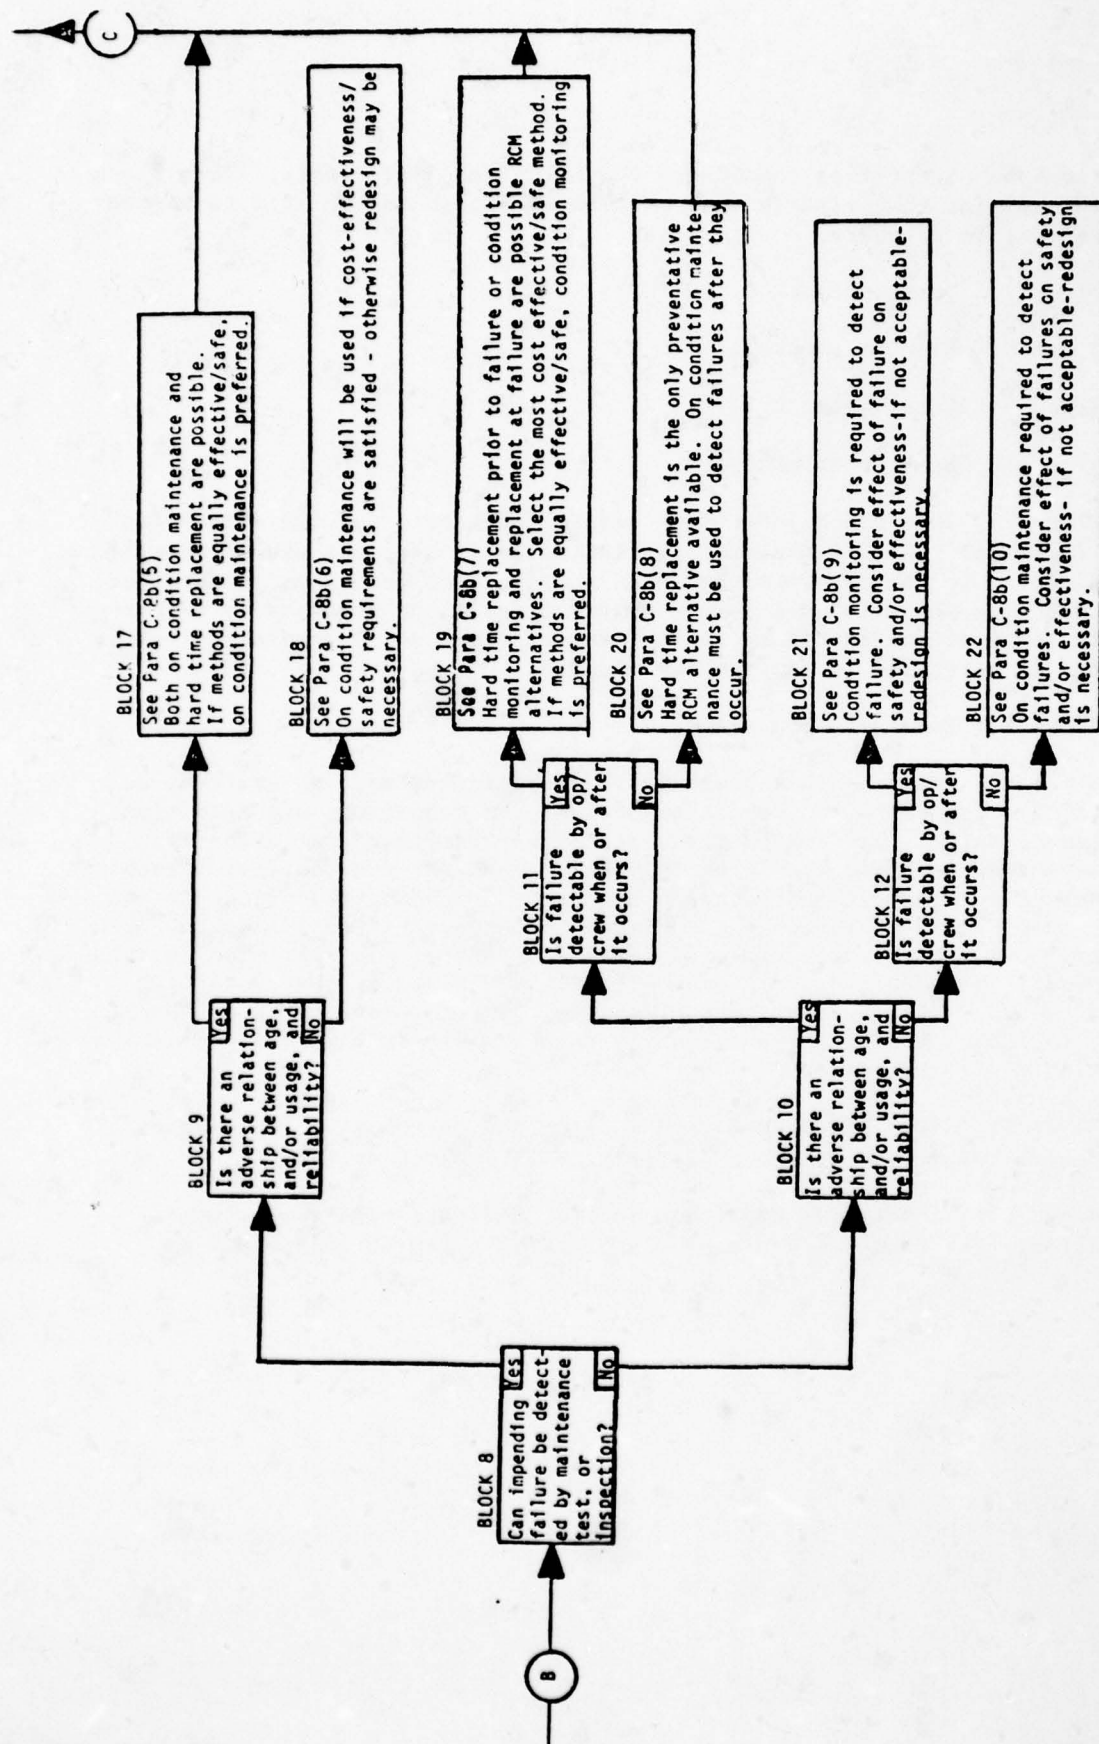 B
BLOCK 8
Can impending
failure be detect-
ed by maintenance
test, or
inspection?
Yes
No
BLOCK 9
Is there an
adverse relation-
ship between age,
and/or usage, and
reliability?
Yes
No
BLOCK 10
Is there an
adverse relation-
ship between age,
and/or usage, and
reliability?
Yes
No
BLOCK 11
Is failure
detectable by op/
crew when or after
it occurs?
Yes
No
BLOCK 12
Is failure
detectable by op/
crew when or after
it occurs?
Yes
No
BLOCK 17
See Para C-8b(5)
Both on condition maintenance and
hard time replacement are possible.
If methods are equally effective/safe,
on condition maintenance is preferred.
BLOCK 18
See Para C-8b(6)
On condition maintenance will be used if cost-effectiveness/
safety requirements are satisfied - otherwise redesign may be
necessary.
BLOCK 19
See Para C-8b(7)
Hard time replacement prior to failure or condition
monitoring and replacement at failure are possible RCM
alternatives. Select the most cost effective/safe method.
If methods are equally effective/safe, condition monitoring
is preferred.
BLOCK 20
See Para C-8b(8)
Hard time replacement is the only preventative
RCM alternative available. On condition mainte-
nance must be used to detect failures after they
occur.
BLOCK 21
See Para C-8b(9)
Condition monitoring is required to detect
failure. Consider effect of failure on
safety and/or effectiveness-if not acceptable-
redesign is necessary.
BLOCK 22
See Para C-8b(10)
On condition maintenance required to detect
failures. Consider effect of failures on safety
and/or effectiveness- if not acceptable-redesign
is necessary.
C